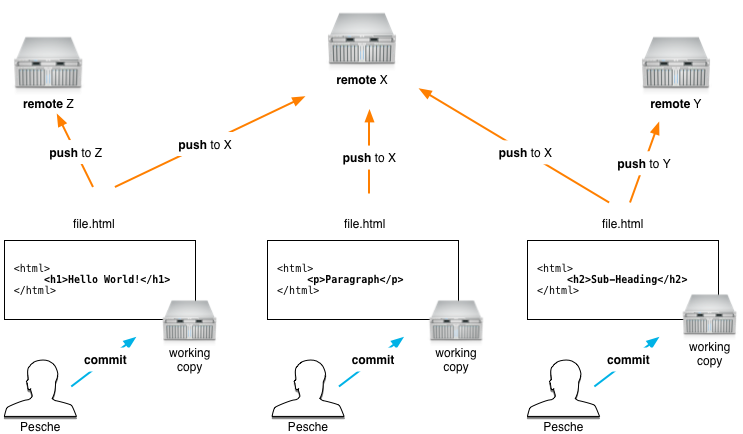 remote X
remote Z
remote Y
push to X
push to Z
push to X
push to X
push to Y
file.html
<html>
<h1>Hello World!</h1>
</html>
working
copy
commit
Pesche
file.html
<html>
<p>Paragraph</p>
</html>
working
copy
commit
Pesche
file.html
<html>
<h2>Sub-Heading</h2>
</html>
working
copy
commit
Pesche